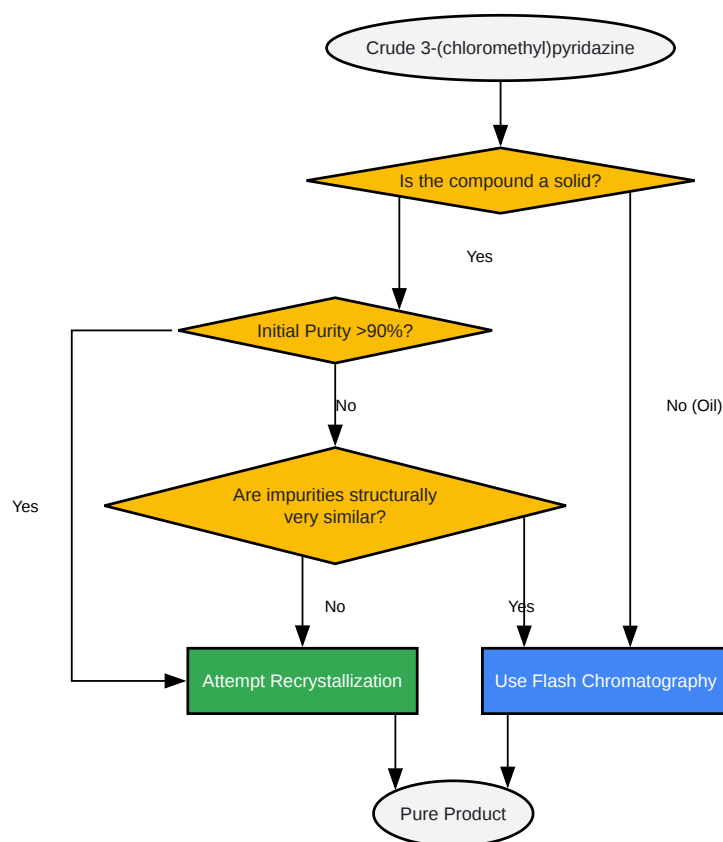 Crude 3-(chloromethyl)pyridazine
Is the compound a solid?
Yes
Initial Purity >90%?
No
No (Oil)
Are impurities structurally
very similar?
Yes
No
Yes
Attempt Recrystallization
Use Flash Chromatography
Pure Product